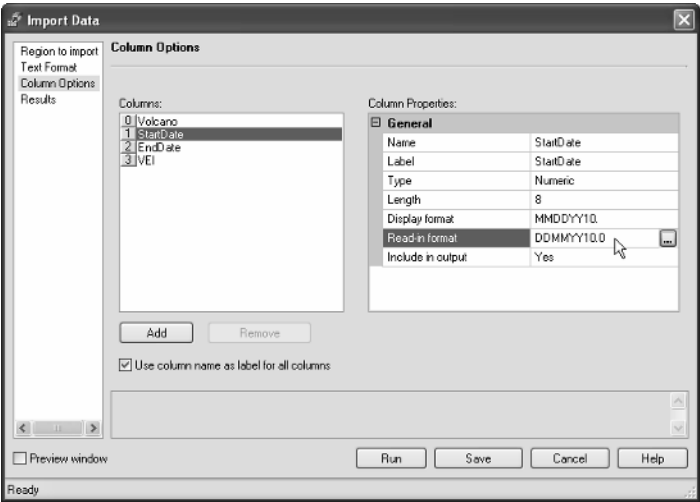 Import Data
Region to import
Text Format
Column Options
Results
Column Options
Columns:
0 Volcano
1 StartDate
2 EndDate
3 VEI
Add
Remove
Use column name as label for all columns
Column Properties:
General
Name StartDate
Label StartDate
Type Numeric
Length 8
Display format MMDDYY10.
Read-in format DDMMYY10.0 ...
Include in output Yes
Preview window
Run
Save
Cancel
Help
Ready